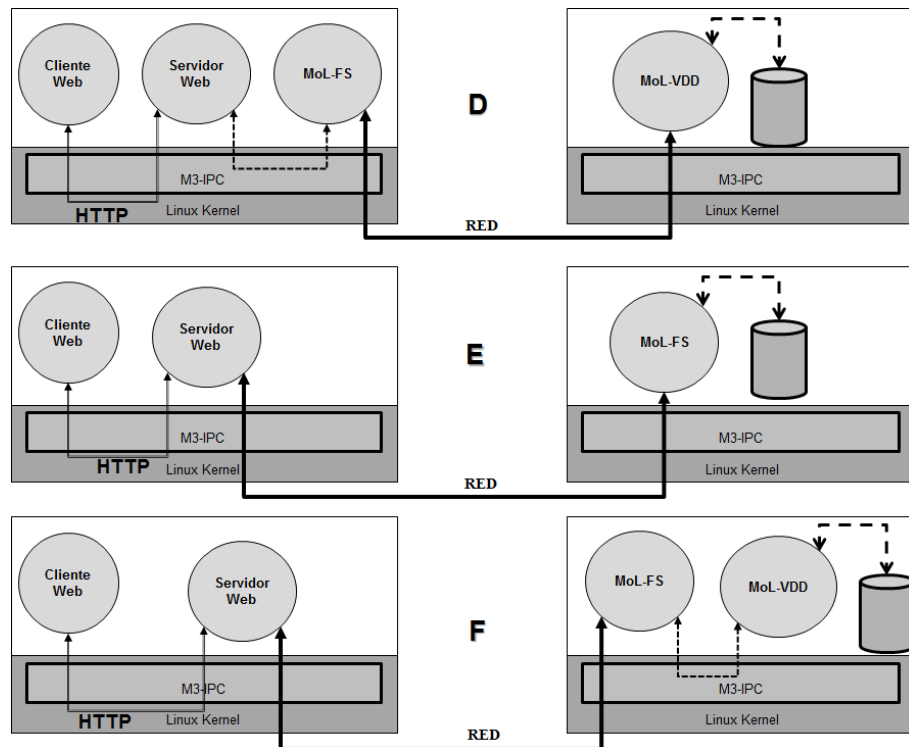 Cliente
Web
Servidor
Web
MoL-FS
D
MoL-VDD
M3-IPC
HTTP
Linux Kernel
M3-IPC
Linux Kernel
RED
Cliente
Web
Servidor
Web
E
MoL-FS
M3-IPC
HTTP
Linux Kernel
M3-IPC
Linux Kernel
RED
Cliente
Web
Servidor
Web
F
MoL-FS
MoL-VDD
M3-IPC
HTTP
Linux Kernel
M3-IPC
Linux Kernel
RED